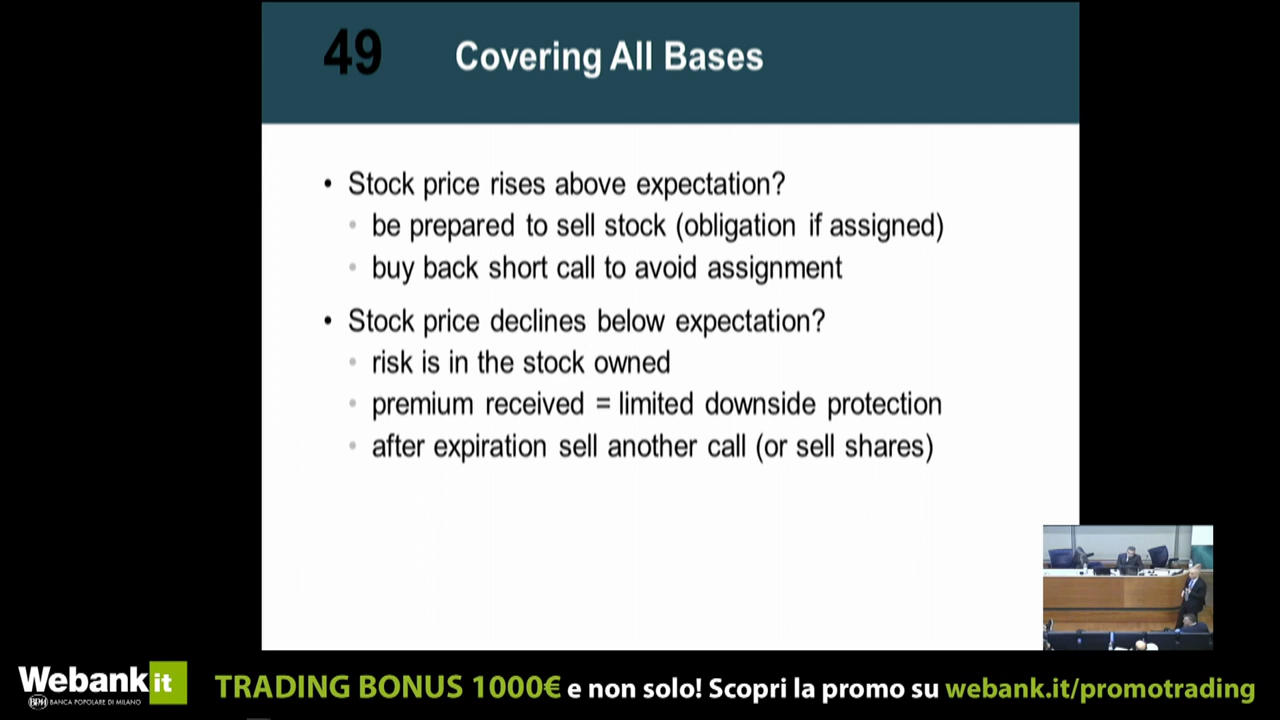 49 Covering All Bases
• Stock price rises above expectation?
• be prepared to sell stock (obligation if assigned)
• buy back short call to avoid assignment
• Stock price declines below expectation?
• risk is in the stock owned
• premium received = limited downside protection
• after expiration sell another call (or sell shares)
Webank it
BPM BANCA POPOLARE DI MILANO
TRADING BONUS 1000€ e non solo! Scopri la promo su webank.it/promotrading